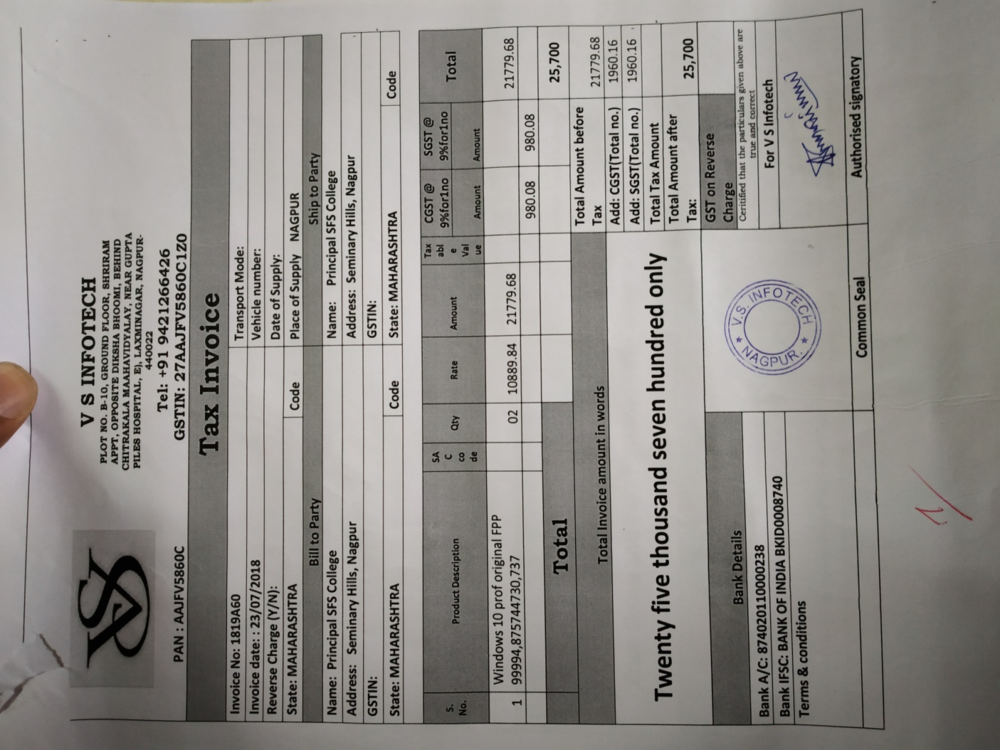 VS
V S INFOTECH
PLOT NO. B-10, GROUND FLOOR, SHRIRAM
APPT, OPPOSITE DIKSHA BHOOMI, BEHIND
CHITRAKALA MAAHAVIDYALAY, NEAR GUPTA
PILES HOSPITAL, E), LAXMINAGAR, NAGPUR-
440022
Tel: +91 9421266426
PAN : AAJFV5860C GSTIN: 27AAJFV5860C1Z0
Tax Invoice
Invoice No: 1819A60 Transport Mode:
Invoice date: : 23/07/2018 Vehicle number:
Reverse Charge (Y/N): Date of Supply:
State: MAHARASHTRA Code Place of Supply NAGPUR
Bill to Party Ship to Party
Name: Principal SFS College Name: Principal SFS College
Address: Seminary Hills, Nagpur Address: Seminary Hills, Nagpur
GSTIN: GSTIN:
State: MAHARASHTRA Code State: MAHARASHTRA Code
S. No. Product Description SA C co de Qty Rate Amount Tax abl e Val ue CGST @ 9%for1no Amount SGST @ 9%for1no Amount Total
Windows 10 prof original FPP
1 99994,875744730,737 02 10889.84 21779.68 21779.68
980.08 980.08
Total 25,700
Total Invoice amount in words
Twenty five thousand seven hundred only
Total Amount before Tax 21779.68
Add: CGST(Total no.) 1960.16
Add: SGST(Total no.) 1960.16
Total Tax Amount
Total Amount after Tax: 25,700
Bank Details
Bank A/C: 874020110000238
Bank IFSC: BANK OF INDIA BKID0008740
Terms & conditions
V.S. INFOTECH
NAGPUR.
Common Seal
GST on Reverse Charge
Ceritified that the particulars given above are
true and correct
For V S Infotech
Authorised signatory